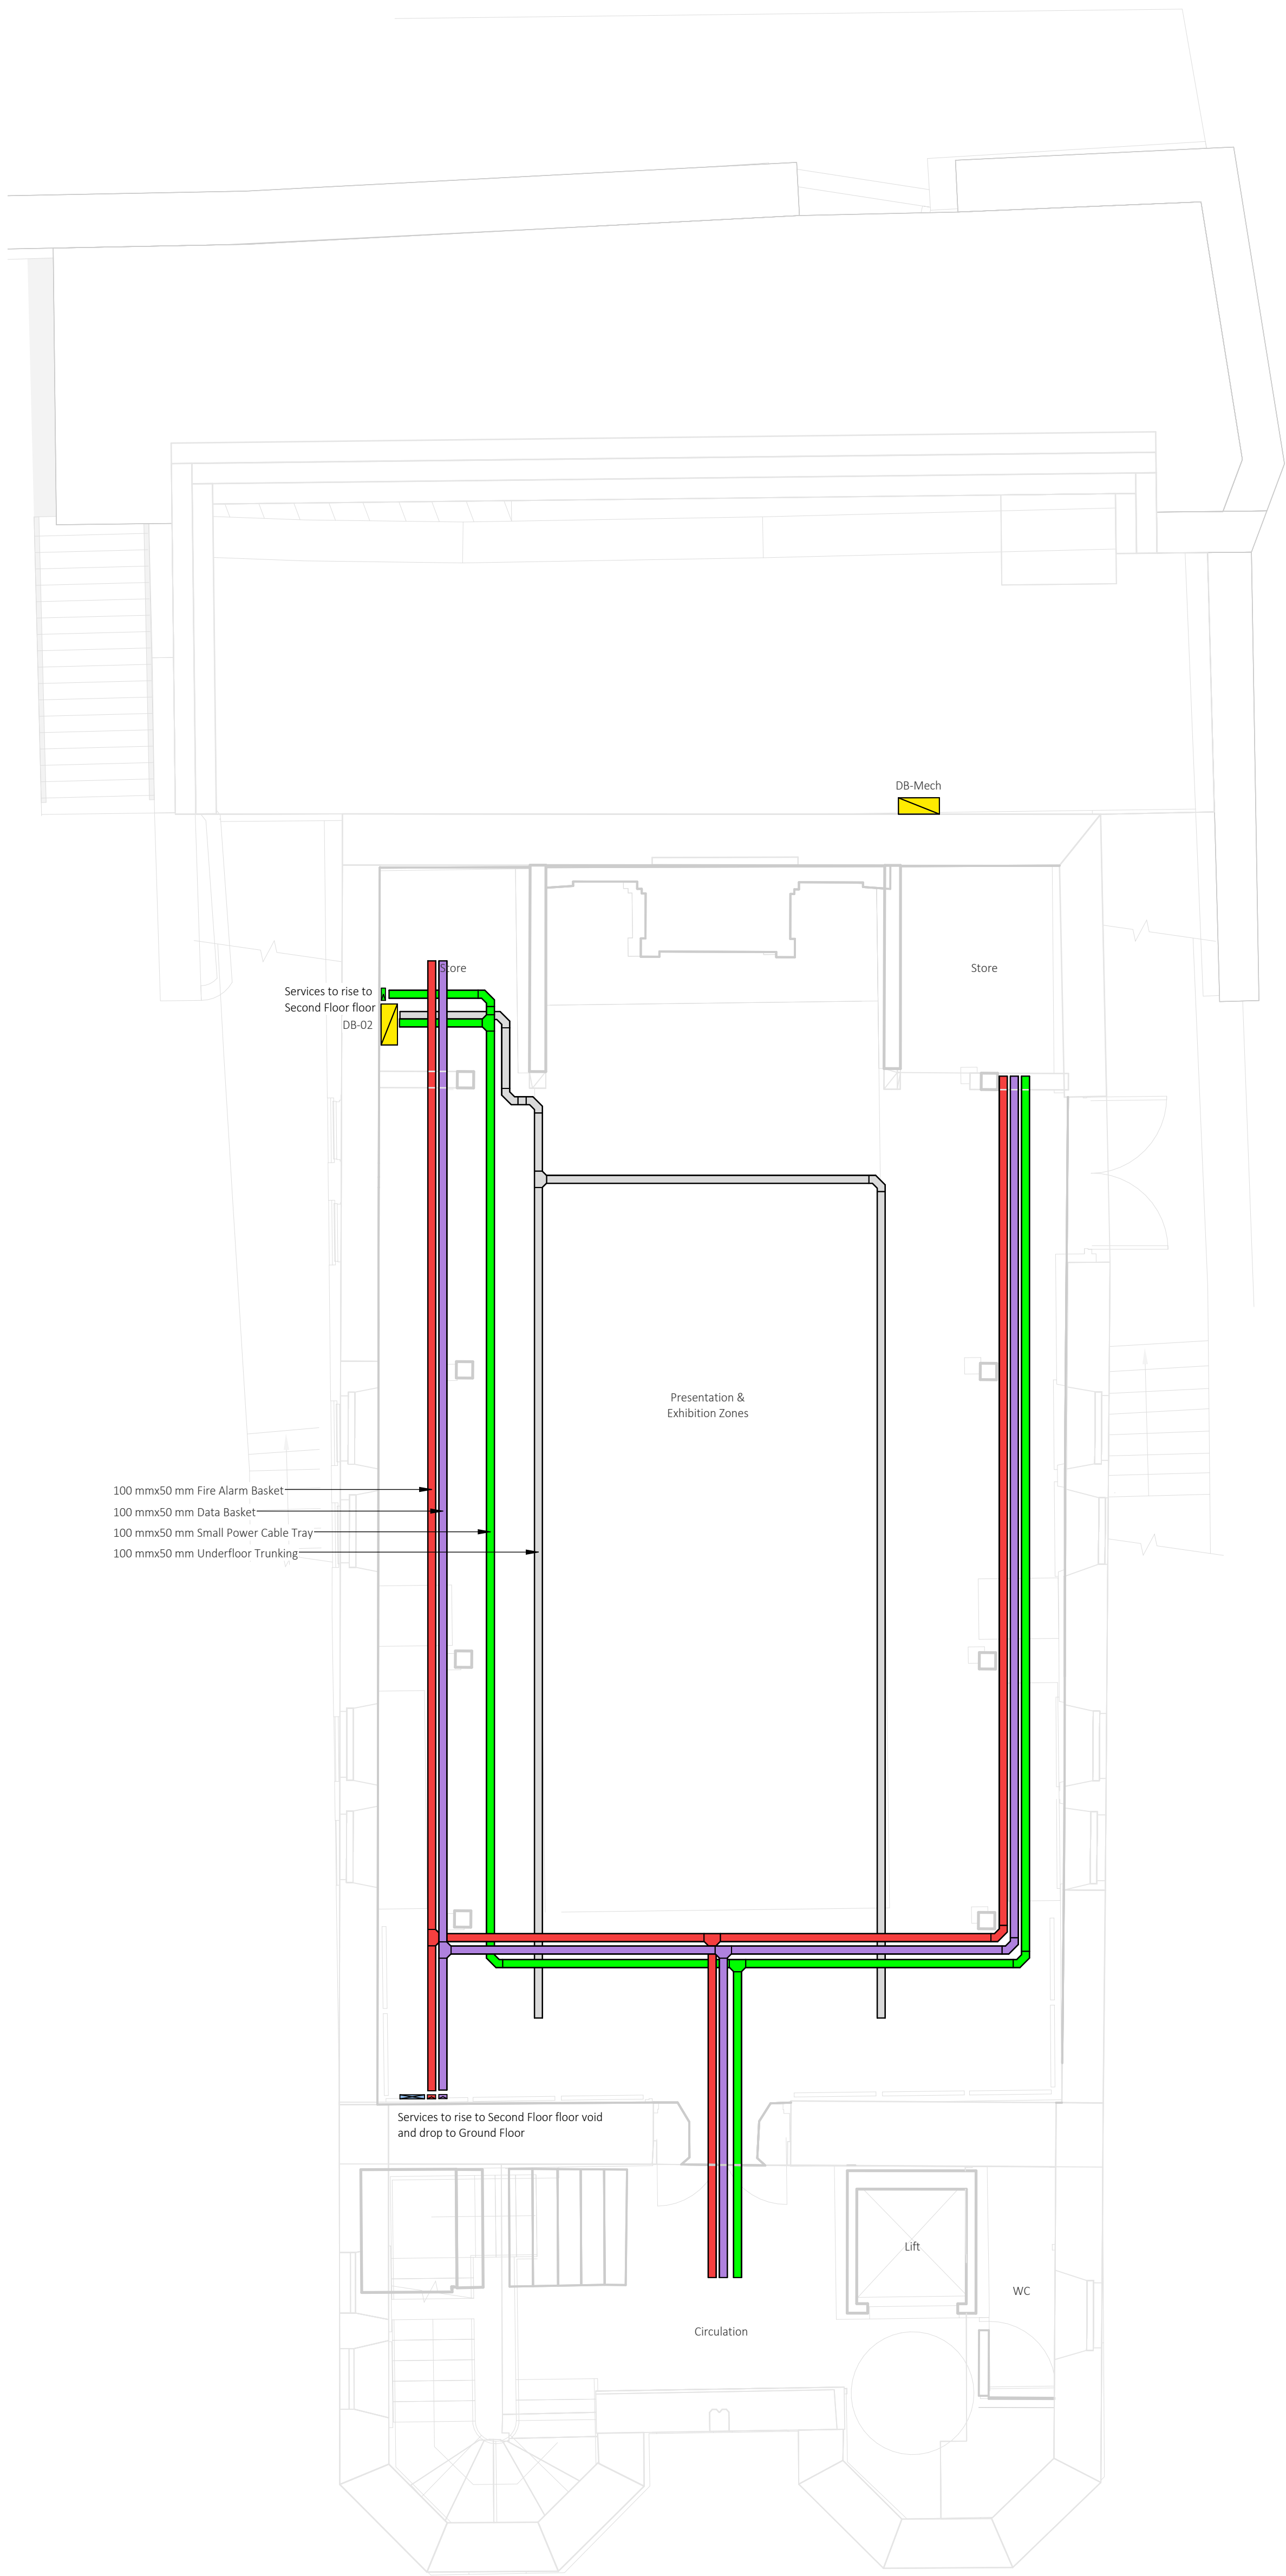 DB-Mech
Store
Store
Services to rise to
Second Floor floor
DB-02
Presentation &
Exhibition Zones
100 mmx50 mm Fire Alarm Basket
100 mmx50 mm Data Basket
100 mmx50 mm Small Power Cable Tray
100 mmx50 mm Underfloor Trunking
Services to rise to Second Floor floor void
and drop to Ground Floor
Lift
WC
Circulation